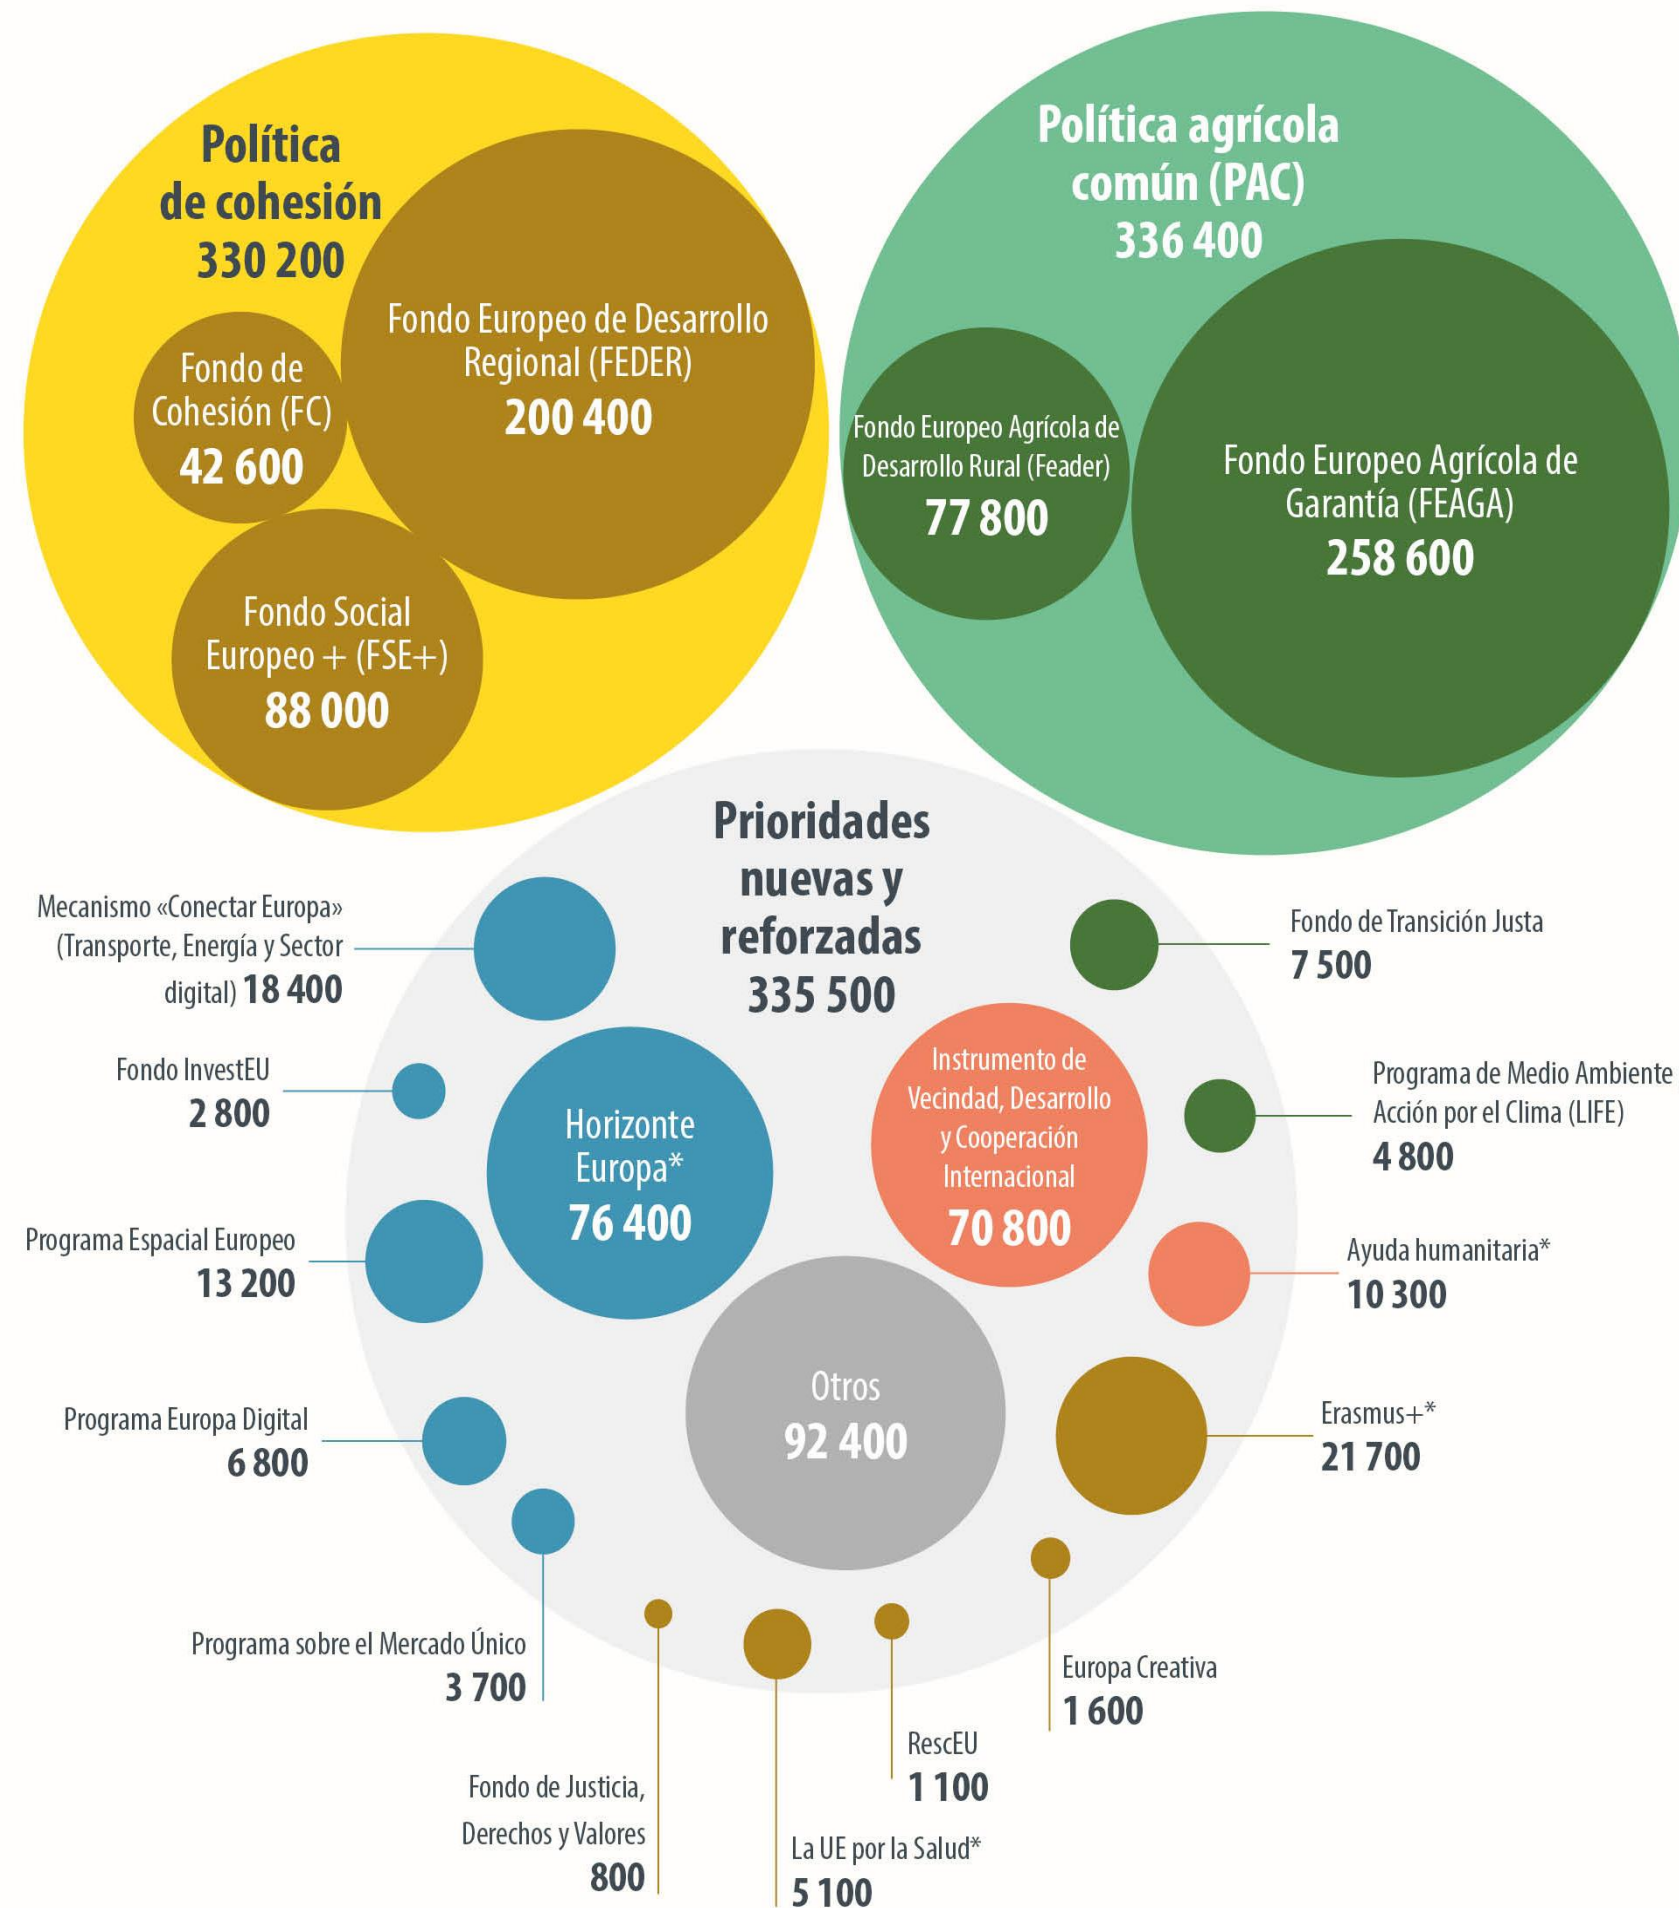 Política
de cohesión
330 200
Fondo Europeo de Desarrollo
Regional (FEDER)
200 400
Fondo de
Cohesión (FC)
42 600
Fondo Social
Europeo + (FSE+)
88 000
Política agrícola
común (PAC)
336 400
Fondo Europeo Agrícola de
Desarrollo Rural (Feader)
77 800
Fondo Europeo Agrícola de
Garantía (FEAGA)
258 600
Prioridades
nuevas y
reforzadas
335 500
Mecanismo «Conectar Europa»
(Transporte, Energía y Sector
digital) 18 400
Fondo InvestEU
2 800
Horizonte
Europa*
76 400
Programa Espacial Europeo
13 200
Programa Europa Digital
6 800
Programa sobre el Mercado Único
3 700
Fondo de Justicia,
Derechos y Valores
800
La UE por la Salud*
5 100
RescEU
1 100
Europa Creativa
1 600
Otros
92 400
Erasmus+*
21 700
Ayuda humanitaria*
10 300
Instrumento de
Vecindad, Desarrollo
y Cooperación
Internacional
70 800
Programa de Medio Ambiente
Acción por el Clima (LIFE)
4 800
Fondo de Transición Justa
7 500